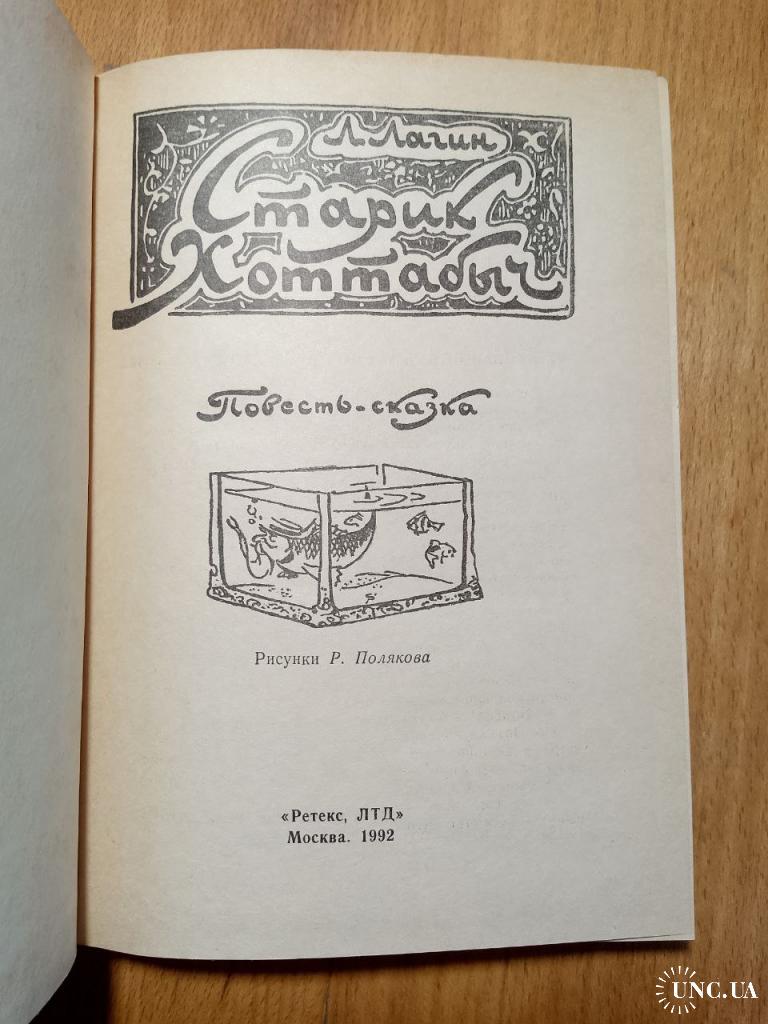 Л. Лагин
Старик
Хоттабыч
Повесть-сказка
Рисунки Р. Полякова
«Ретекс, ЛТД»
Москва. 1992
UNC.UA